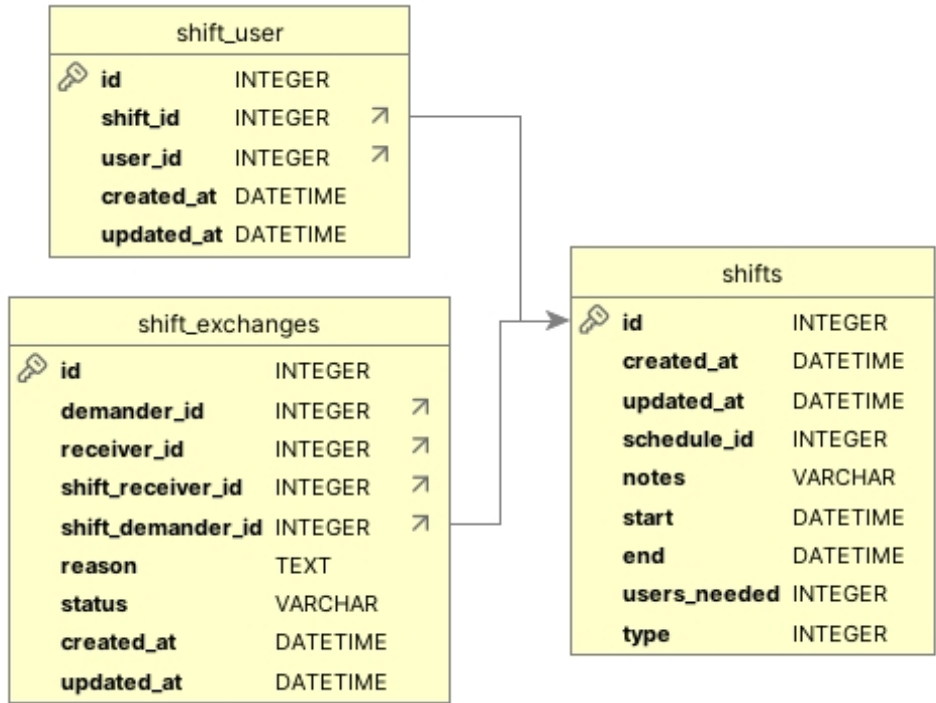 shift_user
id INTEGER
shift_id INTEGER
user_id INTEGER
created_at DATETIME
updated_at DATETIME
shift_exchanges
id INTEGER
demander_id INTEGER
receiver_id INTEGER
shift_receiver_id INTEGER
shift_demander_id INTEGER
reason TEXT
status VARCHAR
created_at DATETIME
updated_at DATETIME
shifts
id INTEGER
created_at DATETIME
updated_at DATETIME
schedule_id INTEGER
notes VARCHAR
start DATETIME
end DATETIME
users_needed INTEGER
type INTEGER